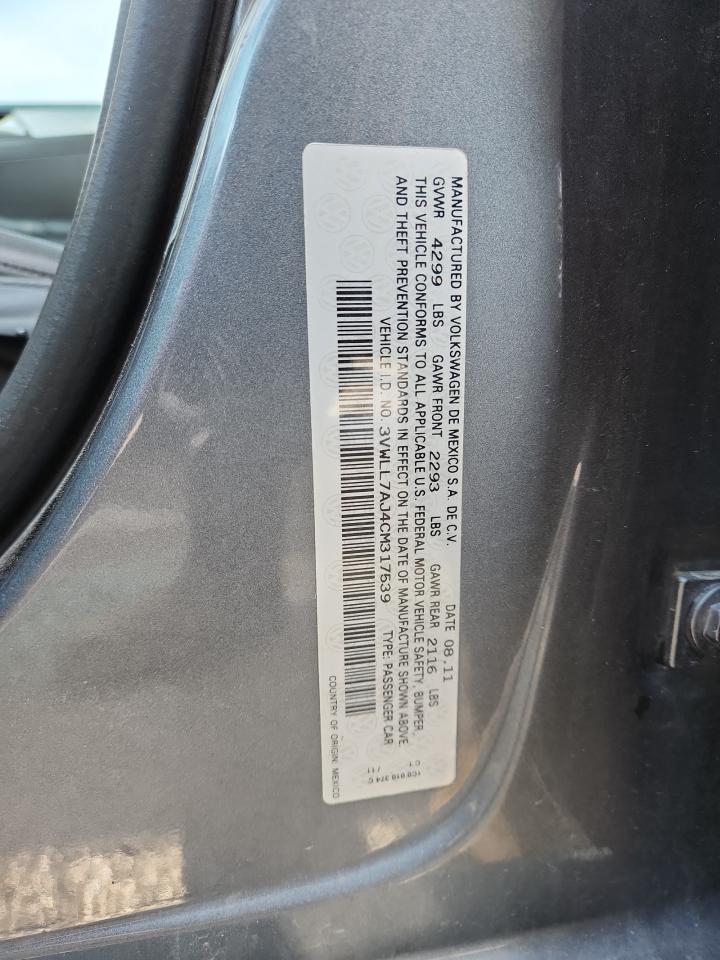 MANUFACTURED BY VOLKSWAGEN DE MEXICO S.A. DE C.V. DATE 08.11
GVWR 4299 LBS GAWR FRONT 2293 LBS GAWR REAR 2116 LBS
THIS VEHICLE CONFORMS TO ALL APPLICABLE U.S. FEDERAL MOTOR VEHICLE SAFETY, BUMPER,
AND THEFT PREVENTION STANDARDS IN EFFECT ON THE DATE OF MANUFACTURE SHOWN ABOVE.
VEHICLE I.D. NO. 3VWLL7AJ4CM317539 TYPE: PASSENGER CAR
COUNTRY OF ORIGIN: MEXICO